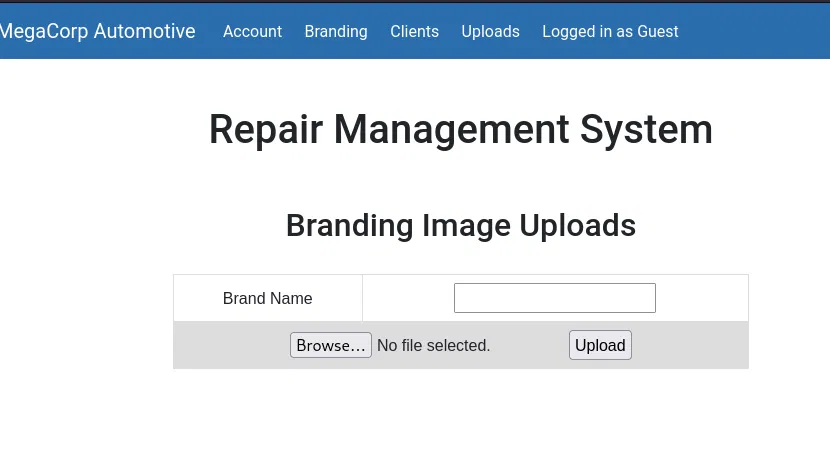 MegaCorp Automotive Account Branding Clients Uploads Logged in as Guest
Repair Management System
Branding Image Uploads
Brand Name
Browse... No file selected. Upload